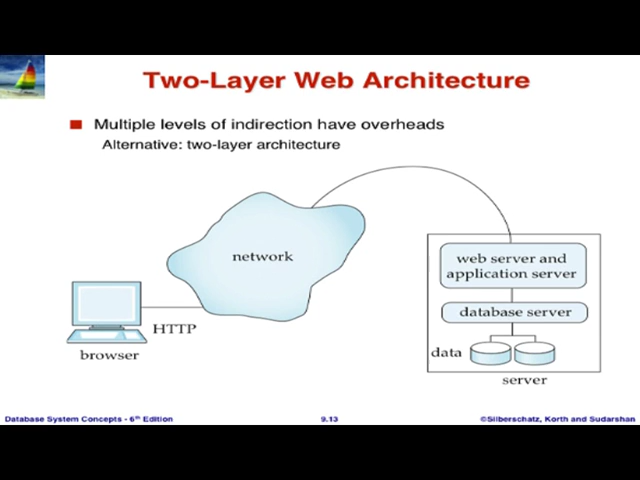 Two-Layer Web Architecture
Multiple levels of indirection have overheads
Alternative: two-layer architecture
network
web server and
application server
database server
HTTP
data
browser
server
Database System Concepts - 6th Edition
9.13
©Silberschatz, Korth and Sudarshan